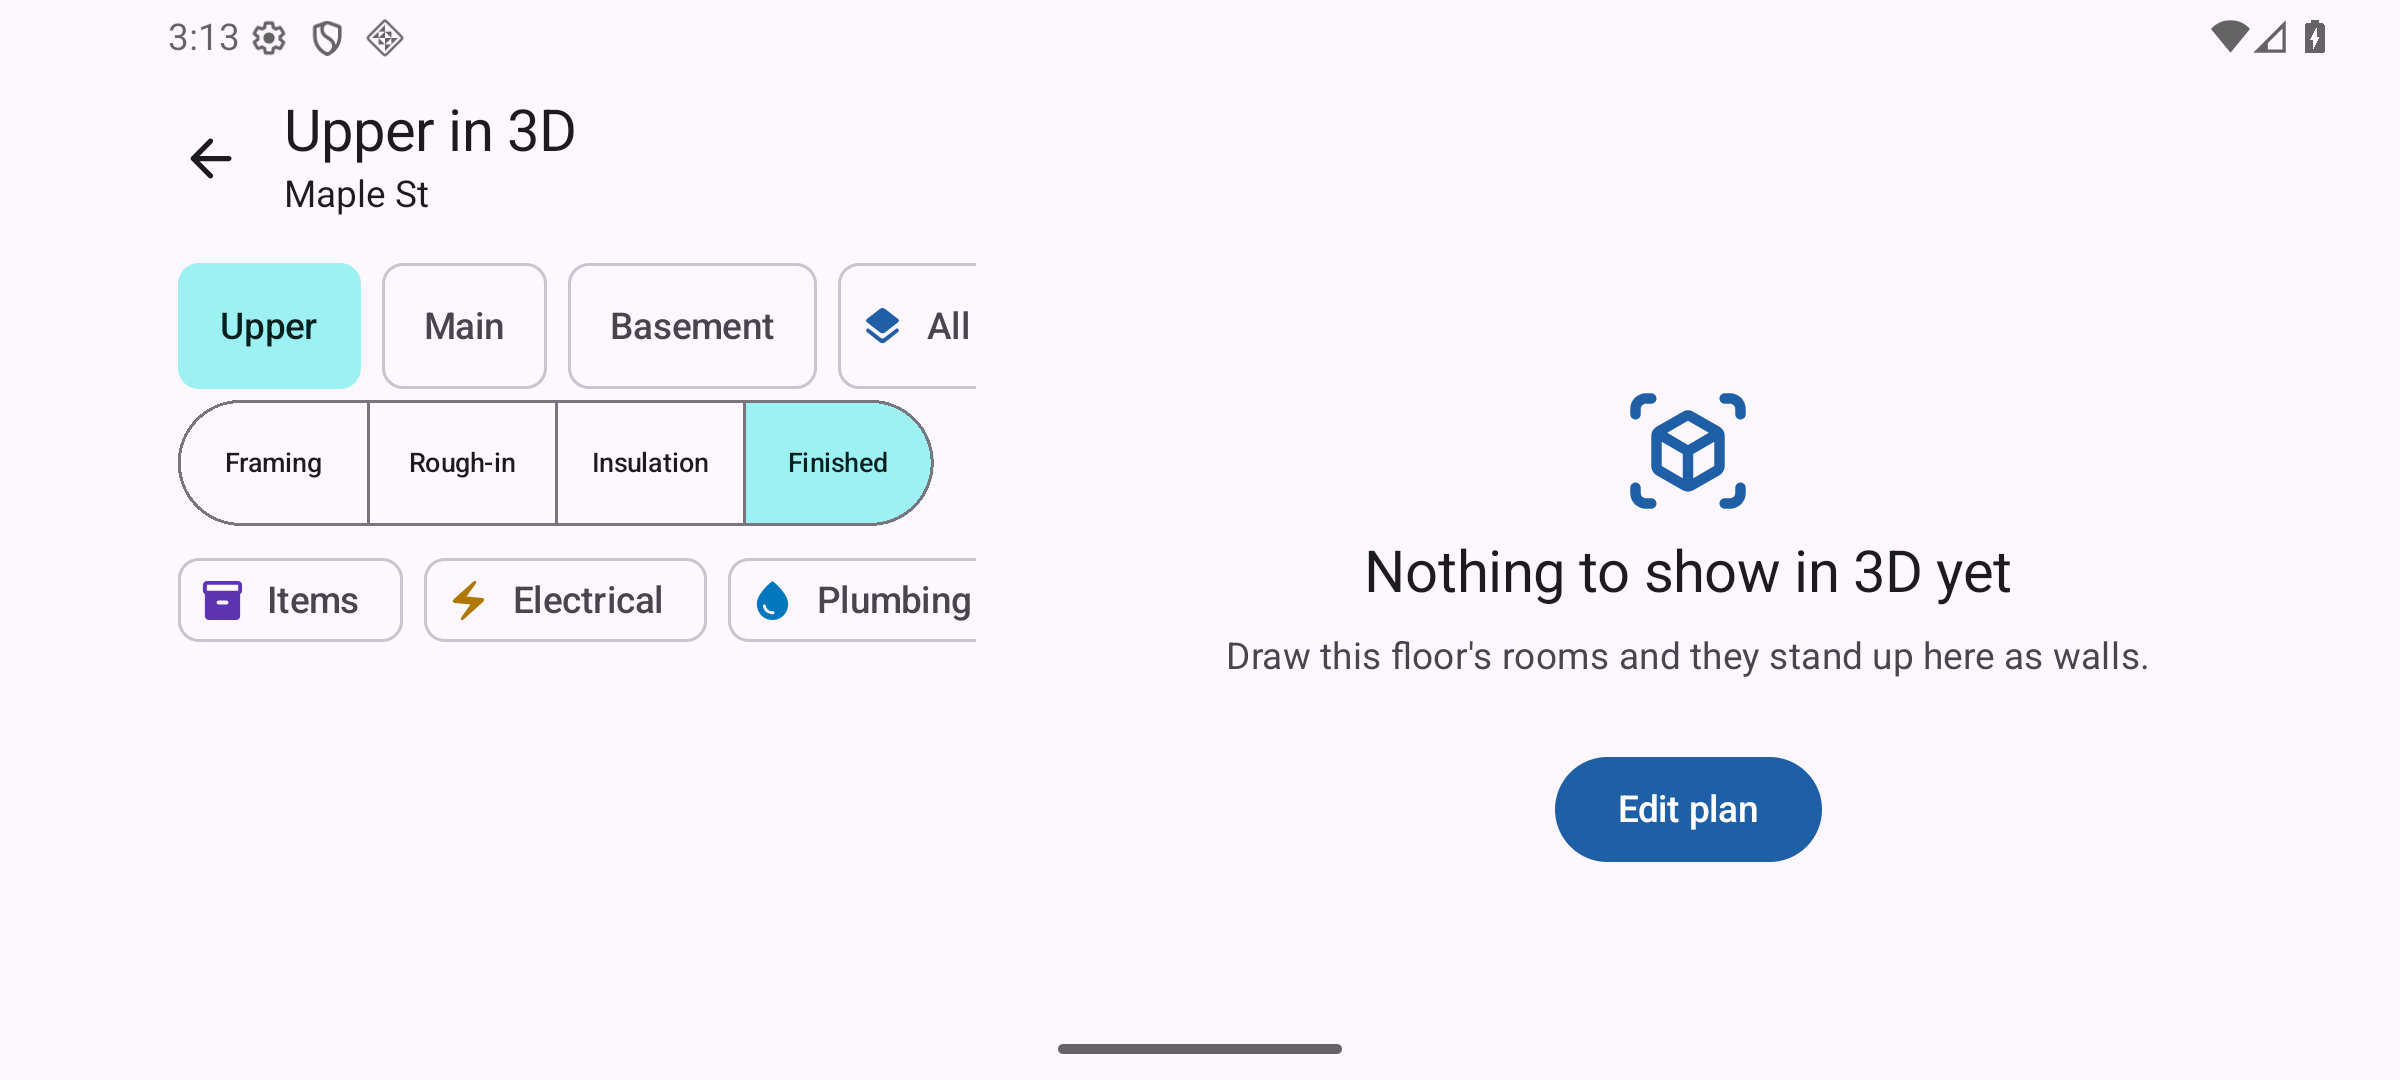 3:13
Upper in 3D
Maple St
Upper Main Basement All
Framing Rough-in Insulation Finished
Items Electrical Plumbing
Nothing to show in 3D yet
Draw this floor's rooms and they stand up here as walls.
Edit plan